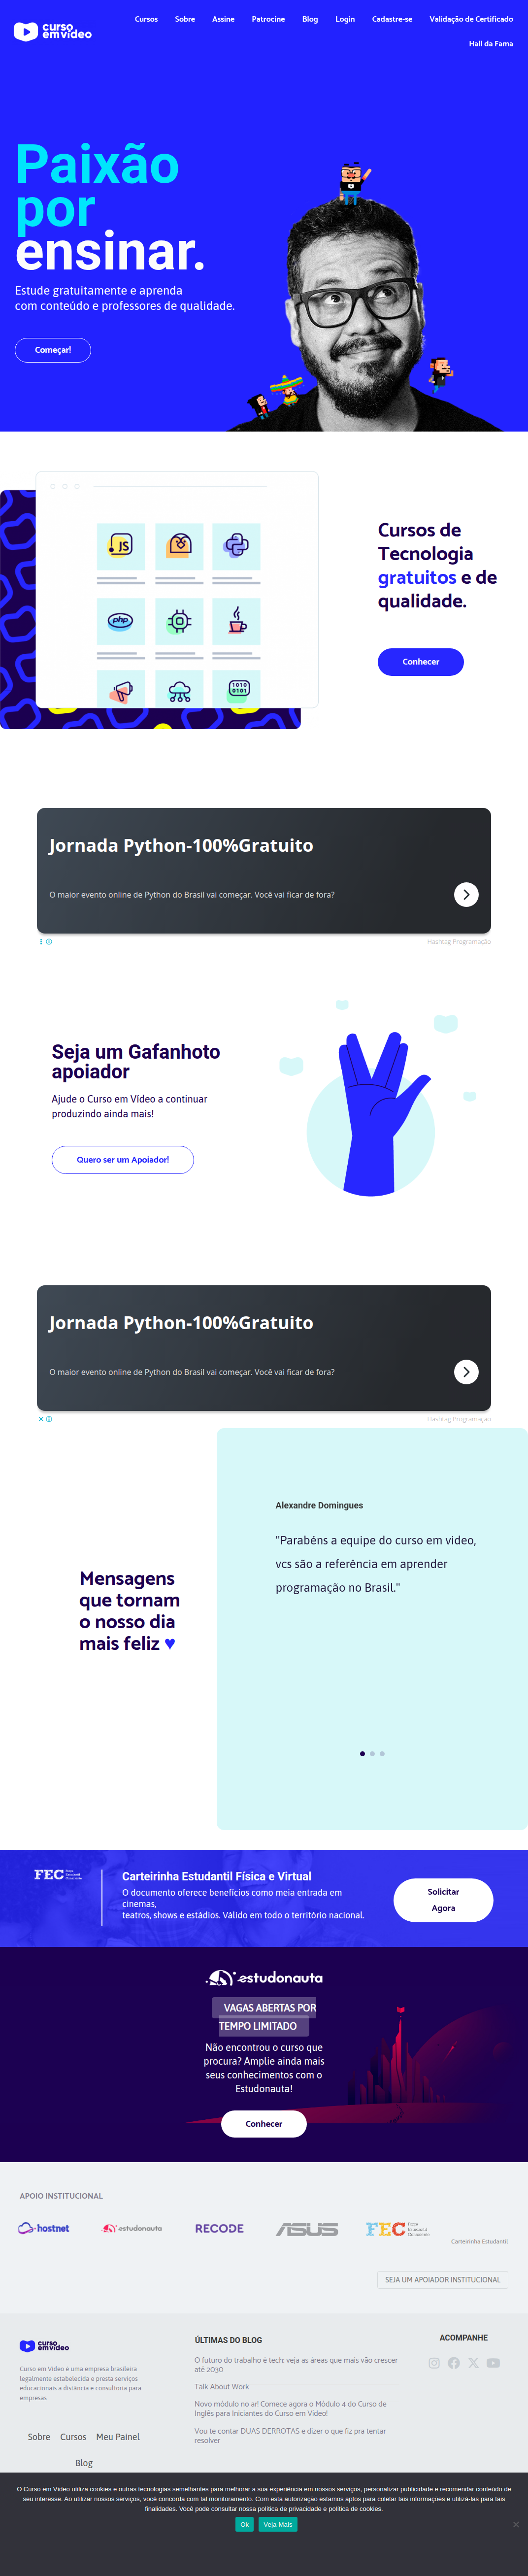 curso
emvídeo
Cursos Sobre Assine Patrocine Blog Login Cadastre-se Validação de Certificado
Hall da Fama
Paixão
por
ensinar.
Estude gratuitamente e aprenda
com conteúdo e professores de qualidade.
Começar!
JS
php
0101
0101
Cursos de
Tecnologia
gratuitos e de
qualidade.
Conhecer
Jornada Python-100%Gratuito
O maior evento online de Python do Brasil vai começar. Você vai ficar de fora?
Hashtag Programação
Seja um Gafanhoto
apoiador
Ajude o Curso em Vídeo a continuar
produzindo ainda mais!
Quero ser um Apoiador!
Jornada Python-100%Gratuito
O maior evento online de Python do Brasil vai começar. Você vai ficar de fora?
Hashtag Programação
Mensagens
que tornam
o nosso dia
mais feliz ♥
Alexandre Domingues
"Parabéns a equipe do curso em video,
vcs são a referência em aprender
programação no Brasil."
FEC
Carteirinha Estudantil Física e Virtual
O documento oferece benefícios como meia entrada em
cinemas,
teatros, shows e estádios. Válido em todo o território nacional.
Solicitar
Agora
estudonauta
VAGAS ABERTAS POR
TEMPO LIMITADO
Não encontrou o curso que
procura? Amplie ainda mais
seus conhecimentos com o
Estudonauta!
Conhecer
APOIO INSTITUCIONAL
hostnet
estudonauta
RECODE
ASUS
FEC
Carteirinha Estudantil
SEJA UM APOIADOR INSTITUCIONAL
curso
emvídeo
Curso em Vídeo é uma empresa brasileira
legalmente estabelecida e presta serviços
educacionais a distância e consultoria para
empresas
Sobre Cursos Meu Painel
Blog
ÚLTIMAS DO BLOG
O futuro do trabalho é tech: veja as áreas que mais vão crescer
até 2030
Talk About Work
Novo módulo no ar! Comece agora o Módulo 4 do Curso de
Inglês para Iniciantes do Curso em Vídeo!
Vou te contar DUAS DERROTAS e dizer o que fiz pra tentar
resolver
ACOMPANHE
O Curso em Vídeo utiliza cookies e outras tecnologias semelhantes para melhorar a sua experiência em nossos serviços, personalizar publicidade e recomendar conteúdo de
seu interesse. Ao utilizar nossos serviços, você concorda com tal monitoramento. Com esta autorização estamos aptos para coletar tais informações e utilizá-las para tais
finalidades. Você pode consultar nossa política de privacidade e política de cookies.
Ok Veja Mais